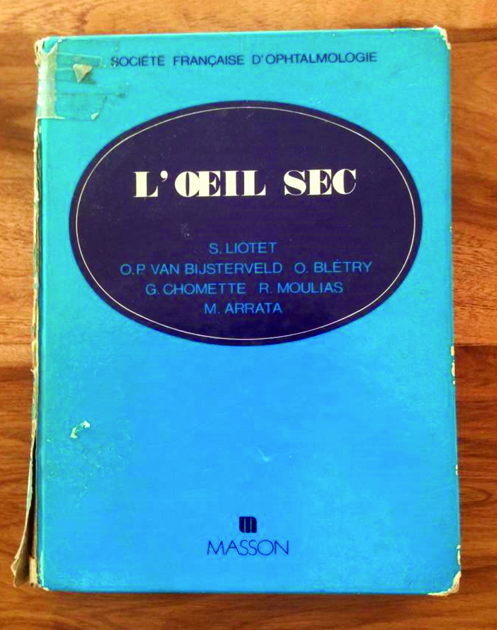 SOCIÉTÉ FRANÇAISE D'OPHTALMOLOGIE
L'ŒIL SEC
S. LIOTET
O.P. VAN BIJSTERVELD O. BLÉTRY
G. CHOMETTE R. MOULIAS
M. ARRATA
MASSON